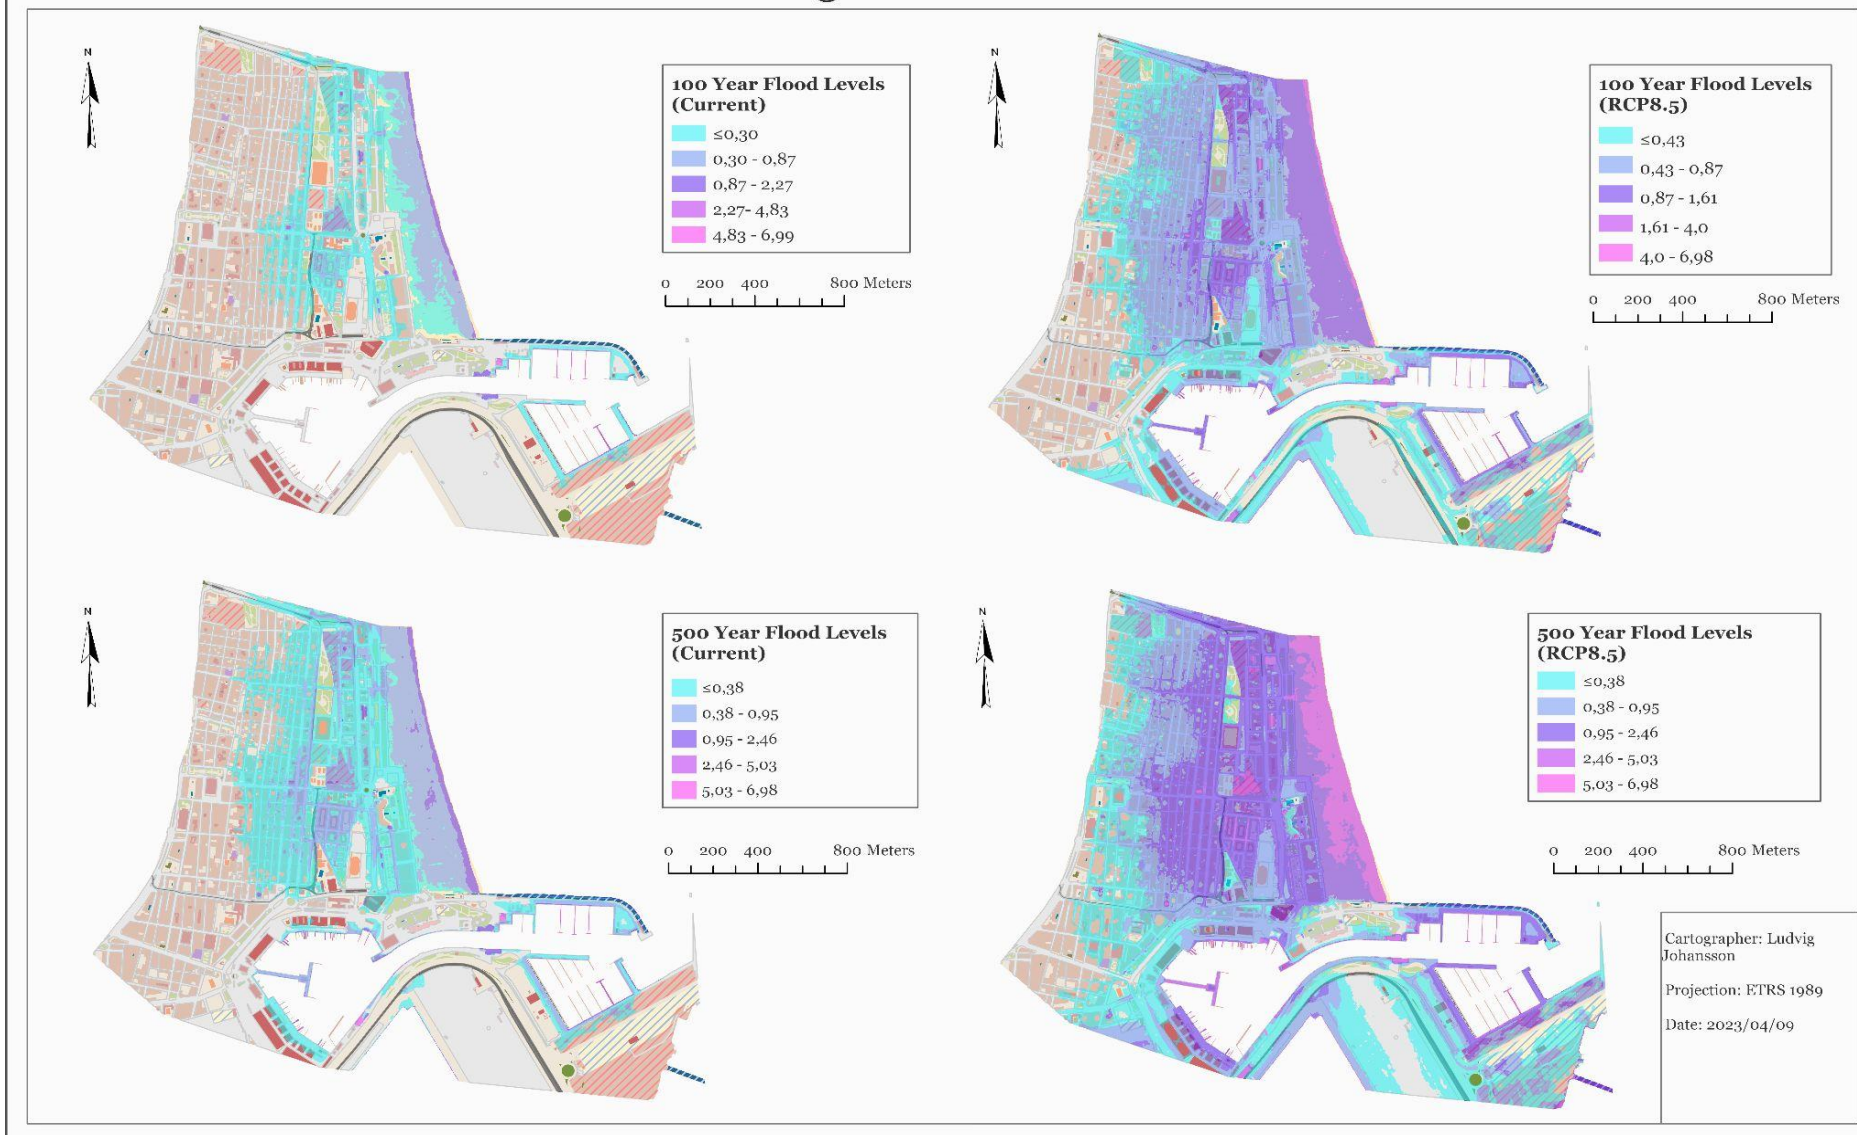 N
100 Year Flood Levels
(Current)
≤0,30
0,30 - 0,87
0,87 - 2,27
2,27- 4,83
4,83 - 6,99
0 200 400 800 Meters
N
100 Year Flood Levels
(RCP8.5)
≤0,43
0,43 - 0,87
0,87 - 1,61
1,61 - 4,0
4,0 - 6,98
0 200 400 800 Meters
N
500 Year Flood Levels
(Current)
≤0,38
0,38 - 0,95
0,95 - 2,46
2,46 - 5,03
5,03 - 6,98
0 200 400 800 Meters
N
500 Year Flood Levels
(RCP8.5)
≤0,38
0,38 - 0,95
0,95 - 2,46
2,46 - 5,03
5,03 - 6,98
0 200 400 800 Meters
Cartographer: Ludvig
Johansson
Projection: ETRS 1989
Date: 2023/04/09